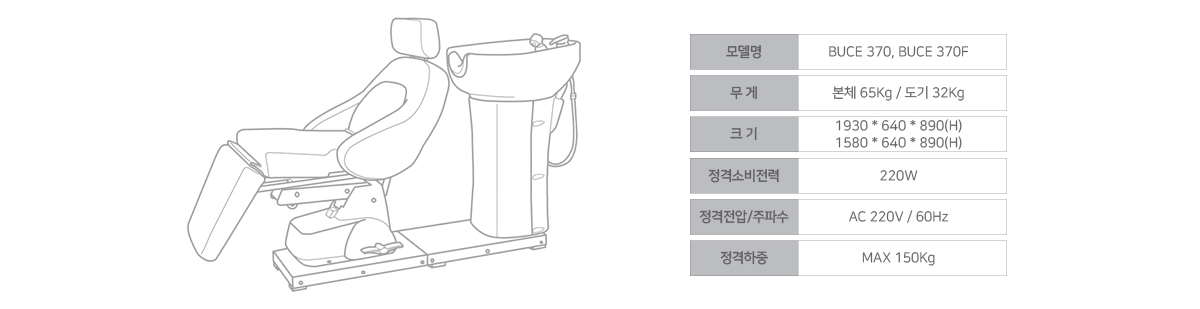 모델명 BUCE 370, BUCE 370F
무 게 본체 65Kg / 도기 32Kg
크 기 1930 * 640 * 890(H)
1580 * 640 * 890(H)
정격소비전력 220W
정격전압/주파수 AC 220V / 60Hz
정격하중 MAX 150Kg